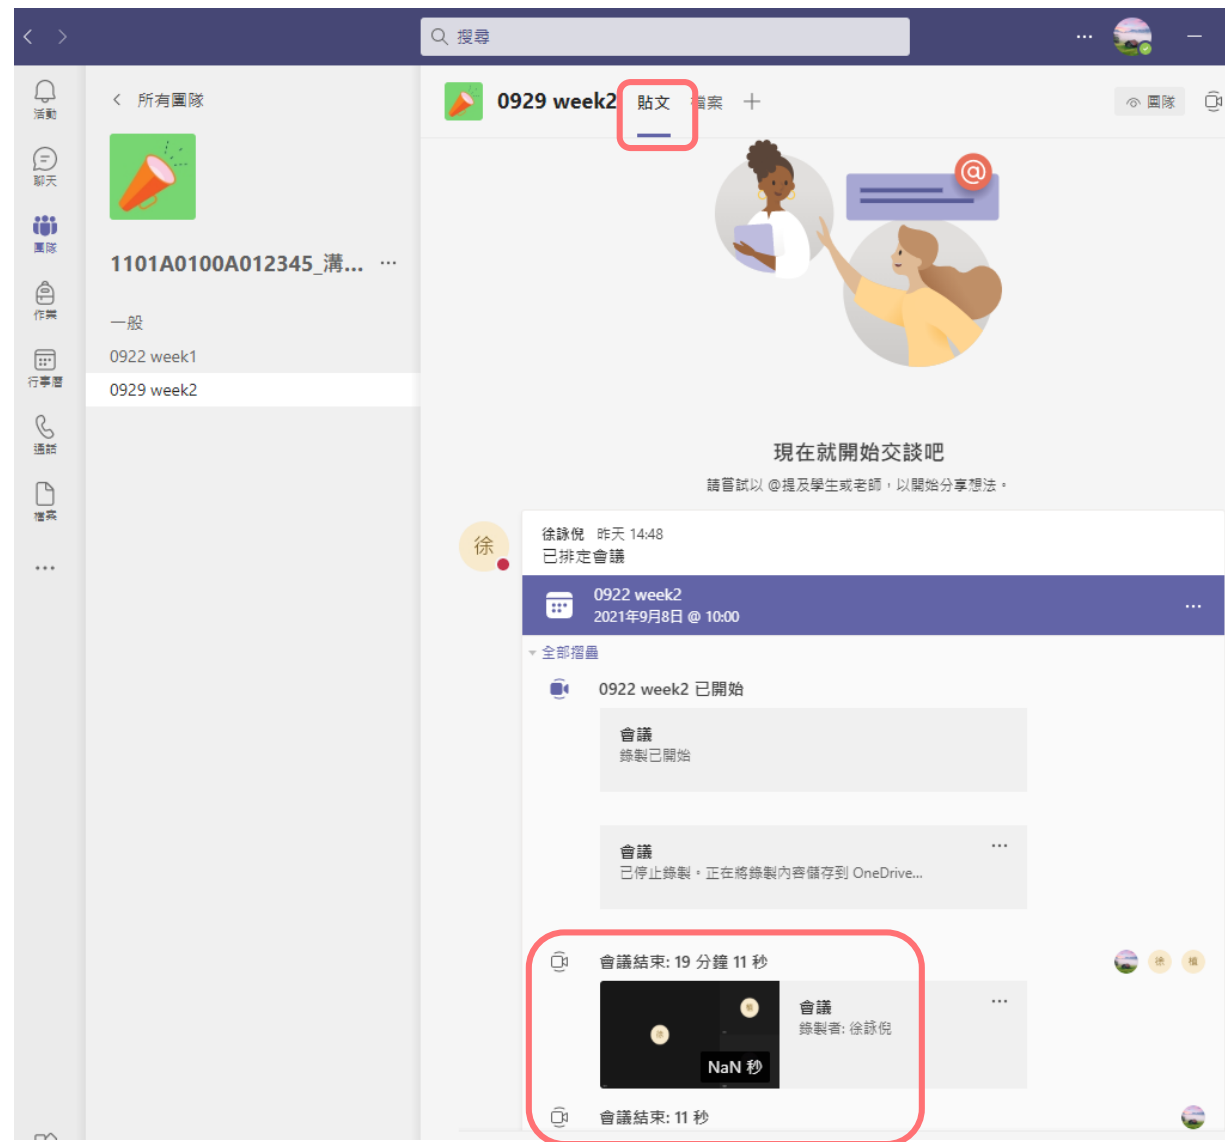 搜尋
活動
聊天
團隊
作業
行事曆
通話
檔案
所有團隊
1101A0100A012345_溝...
一般
0922 week1
0929 week2
0929 week2
貼文
檔案
團隊
@
現在就開始交談吧
請嘗試以 @提及學生或老師，以開始分享想法。
徐
徐詠倪 昨天 14:48
已排定會議
0922 week2
2021年9月8日 @ 10:00
全部摺疊
0922 week2 已開始
會議
錄製已開始
會議
已停止錄製。正在將錄製內容儲存到 OneDrive...
會議結束: 19 分鐘 11 秒
徐
會議
錄製者: 徐詠倪
NaN 秒
會議結束: 11 秒